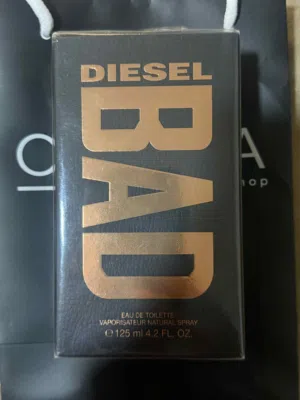 DIESEL
BAD
EAU DE TOILETTE
VAPORISATEUR NATURAL SPRAY
℮ 125 ml 4.2 FL. OZ.